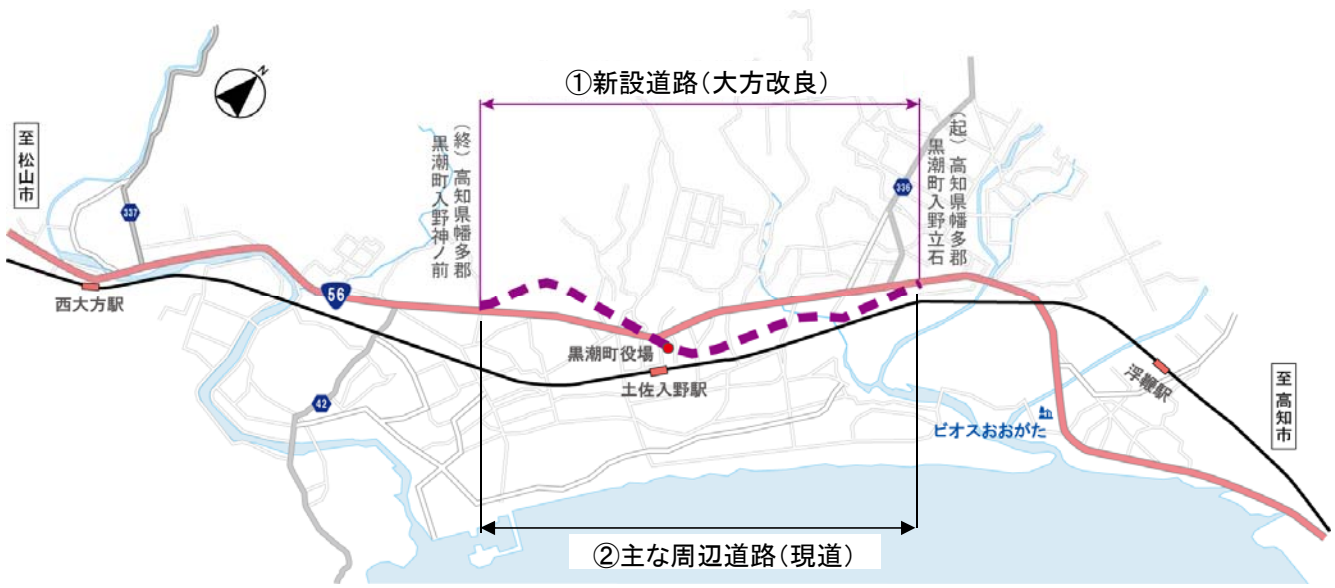 ①新設道路(大方改良)
N
至 松山市
(終)高知県幡多郡
黒潮町入野神ノ前
(起)高知県幡多郡
黒潮町入野立石
337
336
56
西大方駅
黒潮町役場
土佐入野駅
42
浮鞭駅
至 高知市
ビオスおおがた
②主な周辺道路(現道)